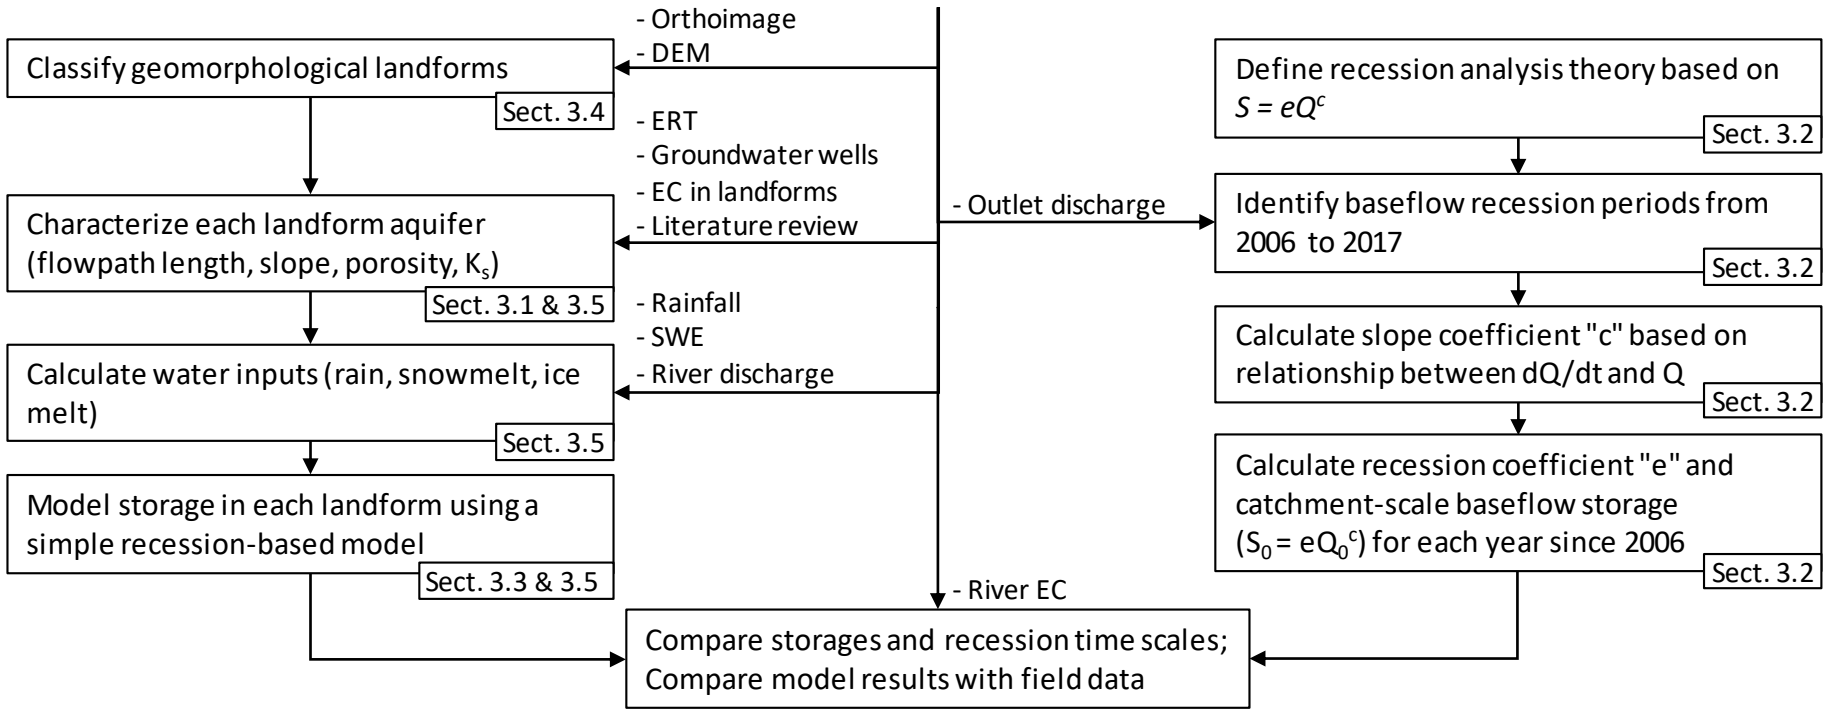 - Orthoimage
- DEM
Classify geomorphological landforms
Sect. 3.4
- ERT
- Groundwater wells
- EC in landforms
- Literature review
Characterize each landform aquifer
(flowpath length, slope, porosity, Ks)
Sect. 3.1 & 3.5
- Rainfall
- SWE
- River discharge
Calculate water inputs (rain, snowmelt, ice
melt)
Sect. 3.5
Model storage in each landform using a
simple recession-based model
Sect. 3.3 & 3.5
Define recession analysis theory based on
S = eQᶜ
Sect. 3.2
- Outlet discharge
Identify baseflow recession periods from
2006 to 2017
Sect. 3.2
Calculate slope coefficient "c" based on
relationship between dQ/dt and Q
Sect. 3.2
Calculate recession coefficient "e" and
catchment-scale baseflow storage
(S₀ = eQ₀ᶜ) for each year since 2006
Sect. 3.2
- River EC
Compare storages and recession time scales;
Compare model results with field data